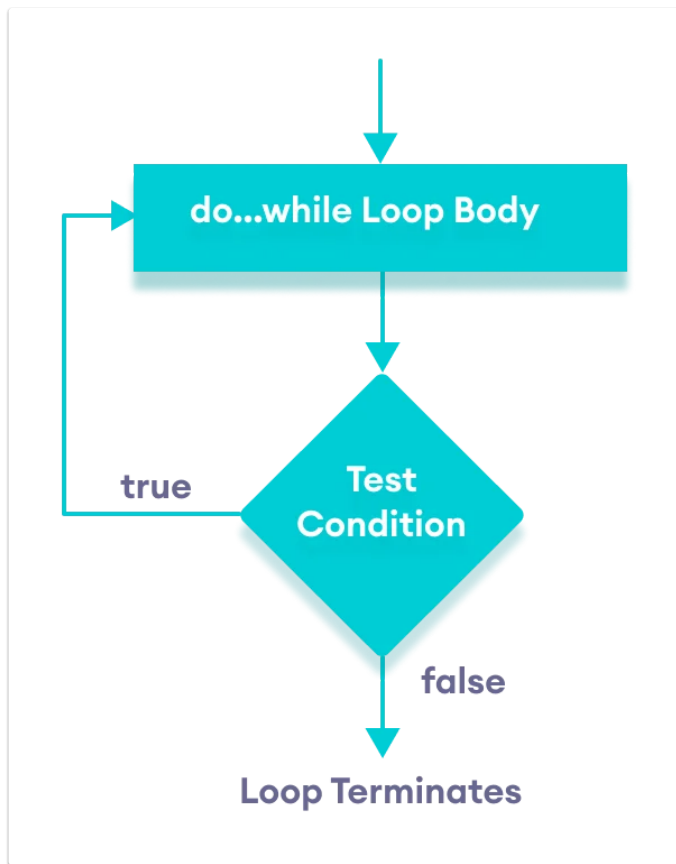 do...while Loop Body
Test
Condition
true
false
Loop Terminates